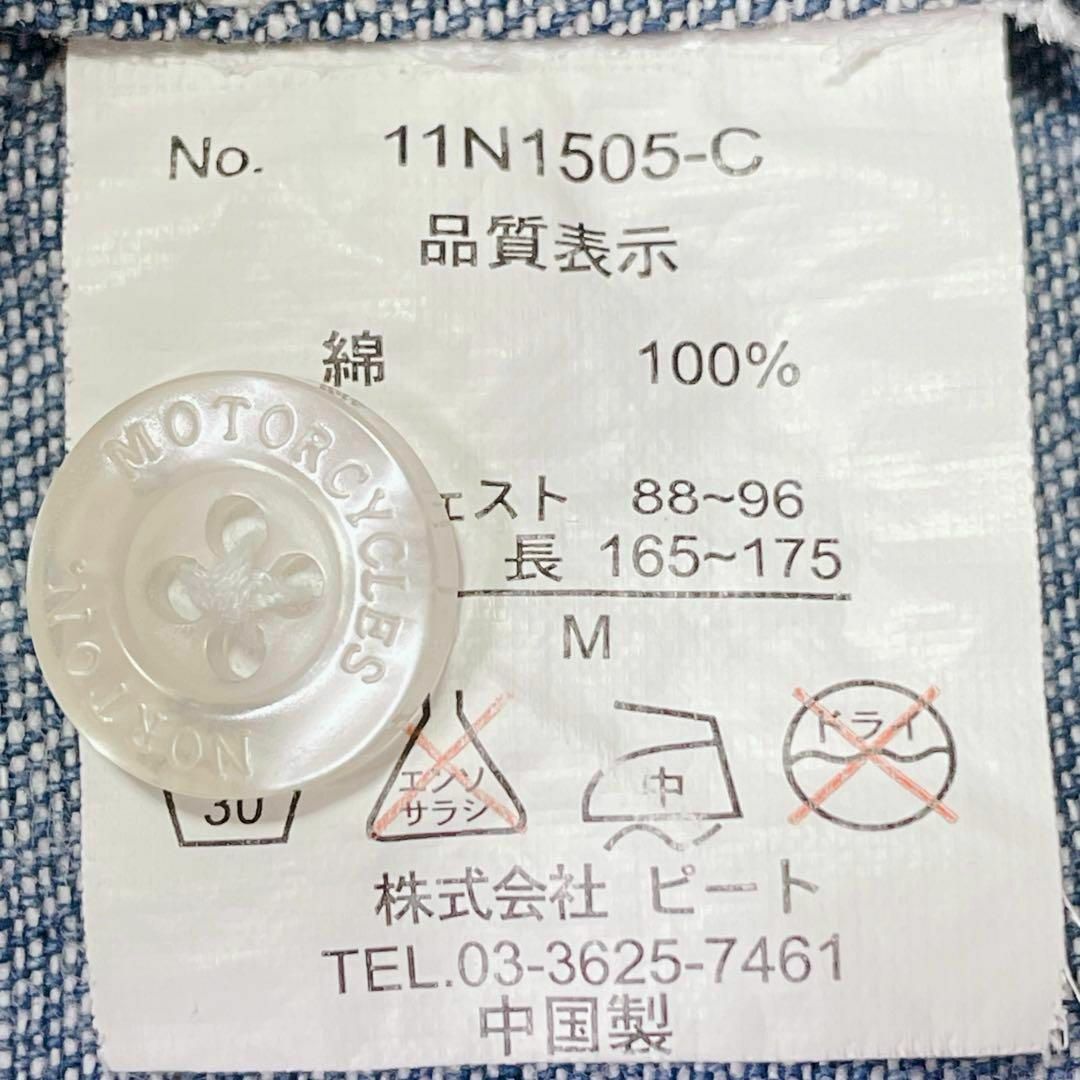 No. 11N1505-C
品質表示
綿 100%
ェスト 88~96
長 165~175
M
MOTORCYCLES
NORTON.
30
エンソ
サラシ
中
ドライ
株式会社 ピート
TEL.03-3625-7461
中国製